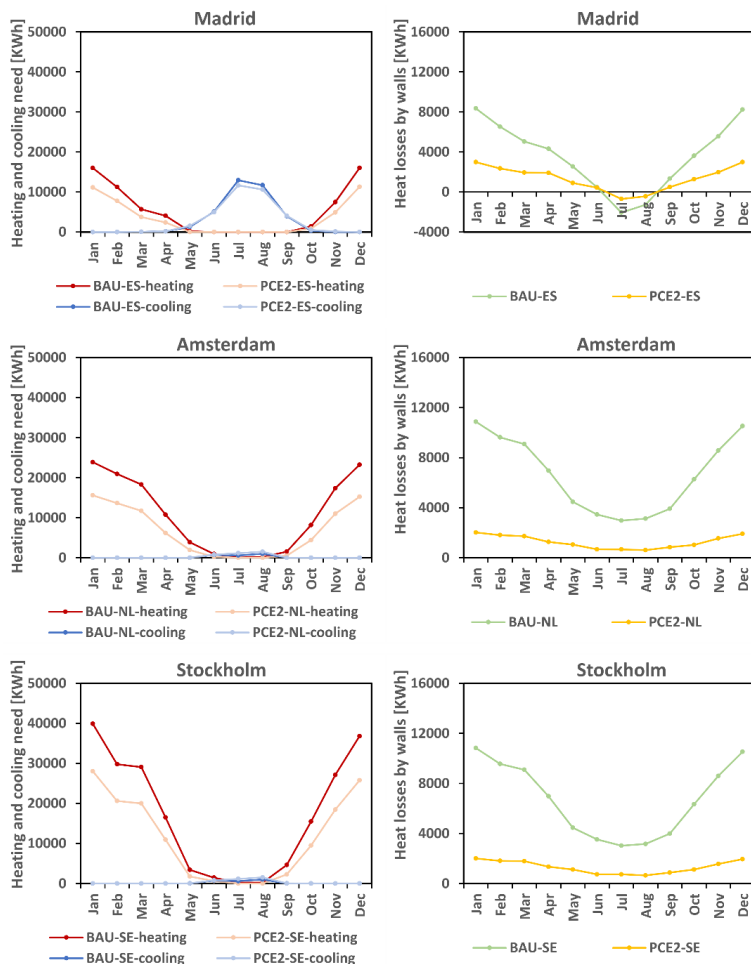 Madrid
Heating and cooling need [KWh]
50000
40000
30000
20000
10000
0
Jan Feb Mar Apr May Jun Jul Aug Sep Oct Nov Dec
BAU-ES-heating PCE2-ES-heating
BAU-ES-cooling PCE2-ES-cooling
Madrid
Heat losses by walls [KWh]
16000
12000
8000
4000
0
-4000
Jan Feb Mar Apr May Jun Jul Aug Sep Oct Nov Dec
BAU-ES PCE2-ES
Amsterdam
Heating and cooling need [KWh]
50000
40000
30000
20000
10000
0
Jan Feb Mar Apr May Jun Jul Aug Sep Oct Nov Dec
BAU-NL-heating PCE2-NL-heating
BAU-NL-cooling PCE2-NL-cooling
Amsterdam
Heat losses by walls [KWh]
16000
12000
8000
4000
0
Jan Feb Mar Apr May Jun Jul Aug Sep Oct Nov Dec
BAU-NL PCE2-NL
Stockholm
Heating and cooling need [KWh]
50000
40000
30000
20000
10000
0
Jan Feb Mar Apr May Jun Jul Aug Sep Oct Nov Dec
BAU-SE-heating PCE2-SE-heating
BAU-SE-cooling PCE2-SE-cooling
Stockholm
Heat losses by walls [KWh]
16000
12000
8000
4000
0
Jan Feb Mar Apr May Jun Jul Aug Sep Oct Nov Dec
BAU-SE PCE2-SE